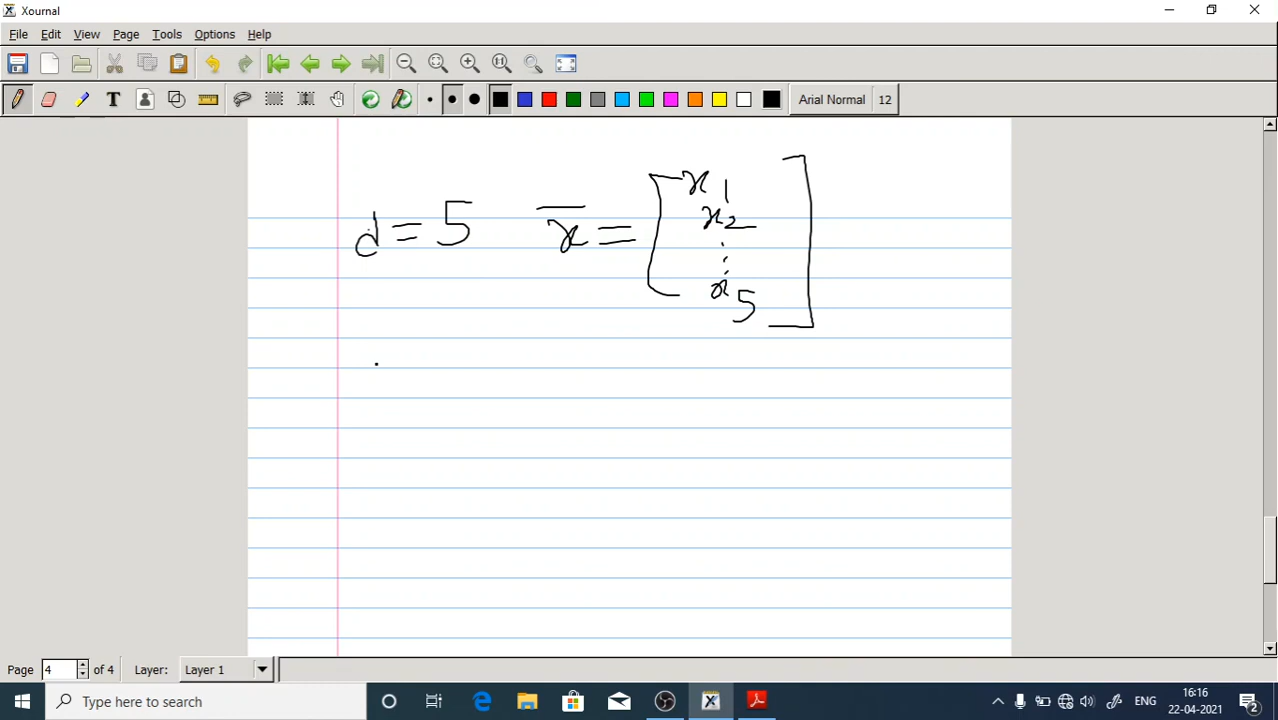 Xournal
File Edit View Page Tools Options Help
Arial Normal 12
d = 5 x̅ = [x1
x2
⋮
x5]
Page 4 of 4 Layer: Layer 1
Type here to search
ENG
16:16
22-04-2021
2